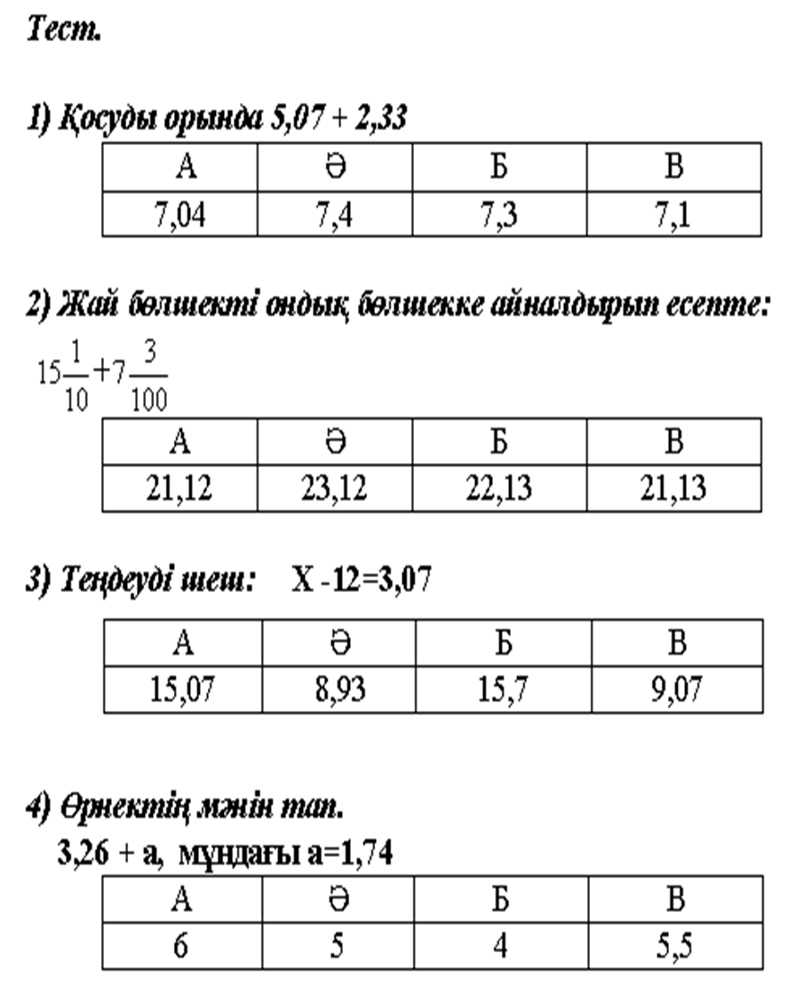 Тест.
1) Қосуды орында 5,07 + 2,33
А Ә Б В
7,04 7,4 7,3 7,1
2) Жай бөлшекті ондық бөлшекке айналдырып есепте:
15 1/10 + 7 3/100
А Ә Б В
21,12 23,12 22,13 21,13
3) Теңдеуді шеш: Х -12=3,07
А Ә Б В
15,07 8,93 15,7 9,07
4) Өрнектің мәнін тап.
3,26 + а, мұндағы а=1,74
А Ә Б В
6 5 4 5,5